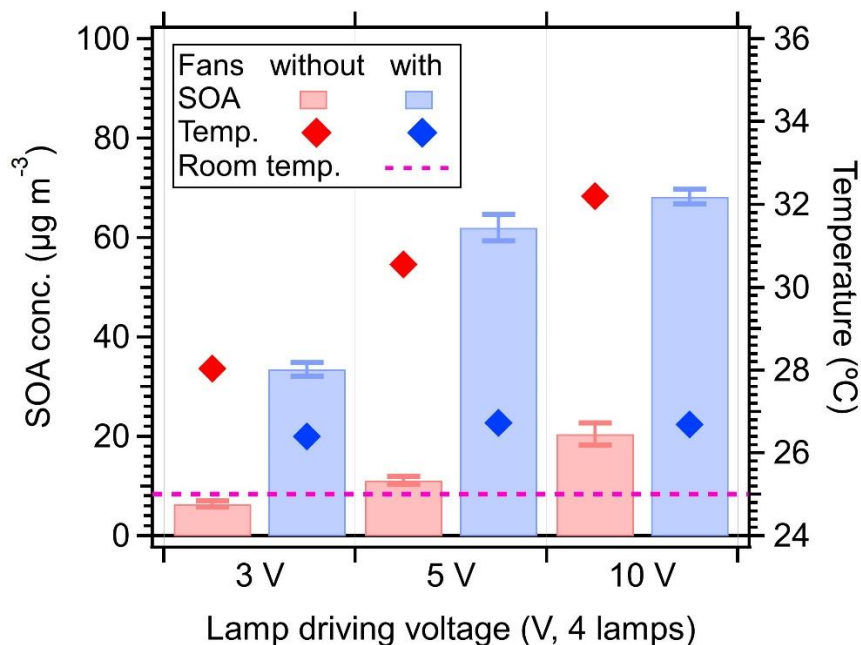 100
80
60
40
20
0
SOA conc. (µg m⁻³)
Fans without with
SOA
Temp.
Room temp.
36
34
32
30
28
26
24
Temperature (ºC)
3 V 5 V 10 V
Lamp driving voltage (V, 4 lamps)